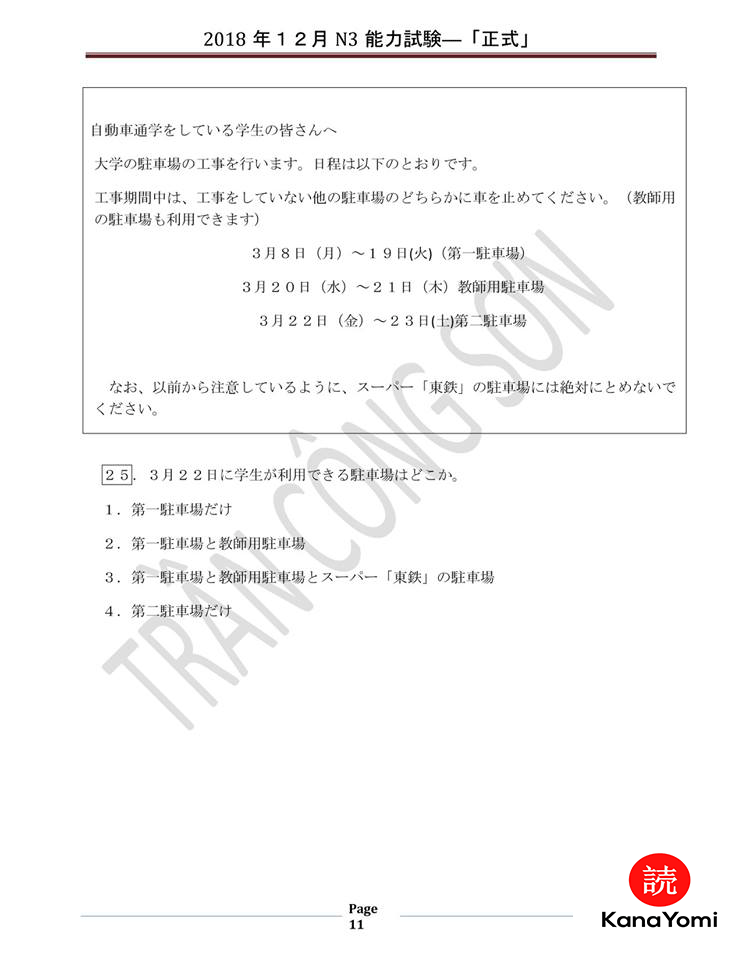 2018 年１２月 N3 能力試験―「正式」
自動車通学をしている学生の皆さんへ
大学の駐車場の工事を行います。日程は以下のとおりです。
工事期間中は、工事をしていない他の駐車場のどちらかに車を止めてください。（教師用
の駐車場も利用できます）
３月８日（月）～１９日(火)（第一駐車場）
３月２０日（水）～２１日（木）教師用駐車場
３月２２日（金）～２３日(土)第二駐車場
なお、以前から注意しているように、スーパー「東鉄」の駐車場には絶対にとめないで
ください。
２５. ３月２２日に学生が利用できる駐車場はどこか。
１．第一駐車場だけ
２．第一駐車場と教師用駐車場
３．第一駐車場と教師用駐車場とスーパー「東鉄」の駐車場
４．第二駐車場だけ
TRẦN CÔNG SƠN
Page
11
読
KanaYomi